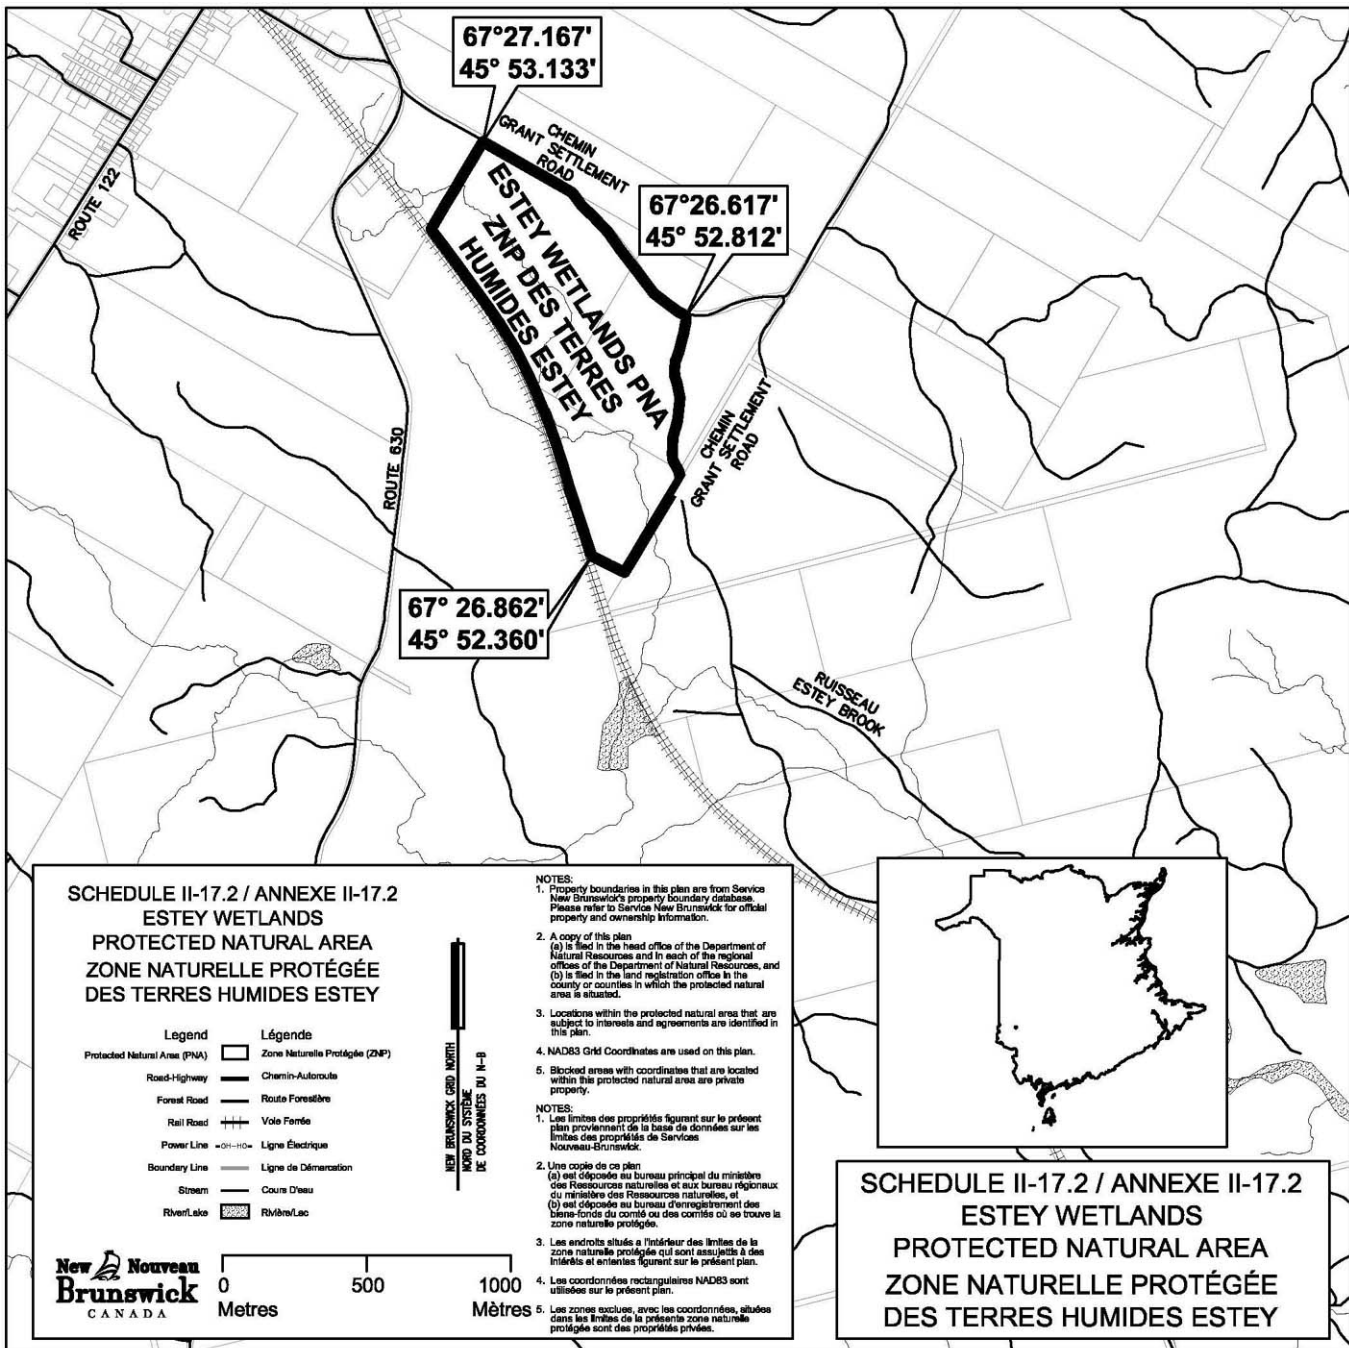 67°27.167'
45° 53.133'
CHEMIN
GRANT SETTLEMENT
ROAD
67°26.617'
45° 52.812'
ROUTE 122
ESTEY WETLANDS PNA
ZNP DES TERRES
HUMIDES ESTEY
ROUTE 630
CHEMIN
GRANT SETTLEMENT
ROAD
67° 26.862'
45° 52.360'
RUISSEAU
ESTEY BROOK
SCHEDULE II-17.2 / ANNEXE II-17.2
ESTEY WETLANDS
PROTECTED NATURAL AREA
ZONE NATURELLE PROTÉGÉE
DES TERRES HUMIDES ESTEY
Legend Légende
Protected Natural Area (PNA) Zone Naturelle Protégée (ZNP)
Road-Highway Chemin-Autoroute
Forest Road Route Forestière
Rail Road Voie Ferrée
Power Line OH-HO Ligne Électrique
Boundary Line Ligne de Démarcation
Stream Cours D'eau
River/Lake Rivière/Lac
NEW BRUNSWICK GRID NORTH
NORD DU SYSTÈME
DE COORDONNÉES DU N-B
New Nouveau
Brunswick
CANADA
0 500 1000
Metres Mètres
NOTES:
1. Property boundaries in this plan are from Service
New Brunswick's property boundary database.
Please refer to Service New Brunswick for official
property and ownership information.
2. A copy of this plan
(a) is filed in the head office of the Department of
Natural Resources and in each of the regional
offices of the Department of Natural Resources, and
(b) is filed in the land registration office in the
county or counties in which the protected natural
area is situated.
3. Locations within the protected natural area that are
subject to interests and agreements are identified in
this plan.
4. NAD83 Grid Coordinates are used on this plan.
5. Blocked areas with coordinates that are located
within this protected natural area are private
property.
NOTES:
1. Les limites des propriétés figurant sur le présent
plan proviennent de la base de données sur les
limites des propriétés de Services
Nouveau-Brunswick.
2. Une copie de ce plan
(a) est déposée au bureau principal du ministère
des Ressources naturelles et aux bureau régionaux
du ministère des Ressources naturelles, et
(b) est déposée au bureau d'enregistrement des
biens-fonds du comté ou des comtés où se trouve la
zone naturelle protégée.
3. Les endroits situés a l'intérieur des limites de la
zone naturelle protégée qui sont assujettis à des
intérêts et ententes figurant sur le présent plan.
4. Les coordonnées rectangulaires NAD83 sont
utilisées sur le présent plan.
5. Les zones exclues, avec les coordonnées, situées
dans les limites de la présente zone naturelle
protégée sont des propriétés privées.
SCHEDULE II-17.2 / ANNEXE II-17.2
ESTEY WETLANDS
PROTECTED NATURAL AREA
ZONE NATURELLE PROTÉGÉE
DES TERRES HUMIDES ESTEY